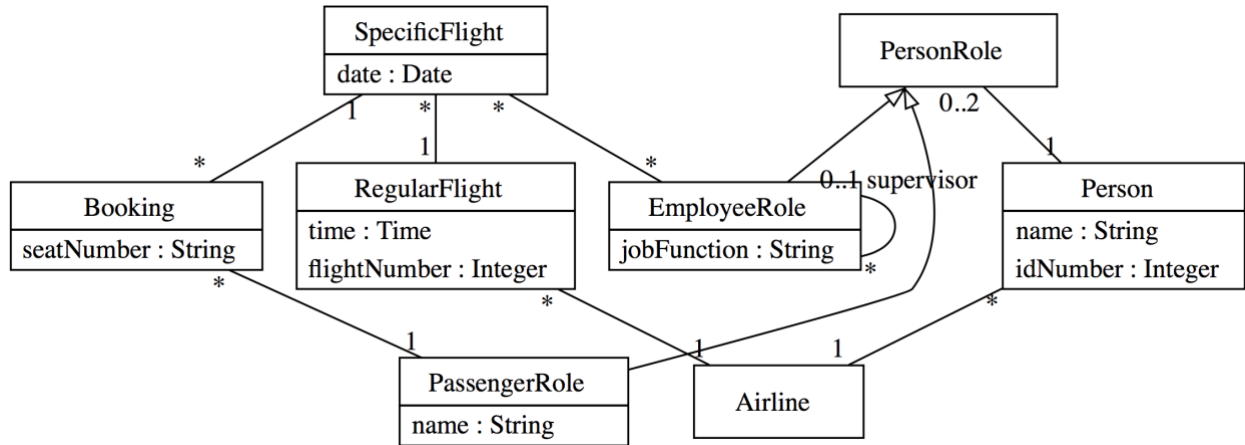 SpecificFlight
date : Date
PersonRole
1
*
*
0..2
*
1
*
1
0..1 supervisor
Booking
seatNumber : String
RegularFlight
time : Time
flightNumber : Integer
EmployeeRole
jobFunction : String
*
Person
name : String
idNumber : Integer
*
*
*
1
1
1
PassengerRole
name : String
Airline